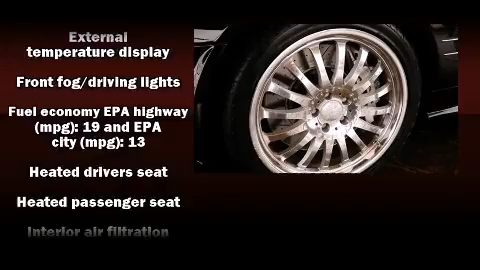 External
temperature display
Front fog/driving lights
Fuel economy EPA highway
(mpg): 19 and EPA
city (mpg): 13
Heated drivers seat
Heated passenger seat
Interior air filtration